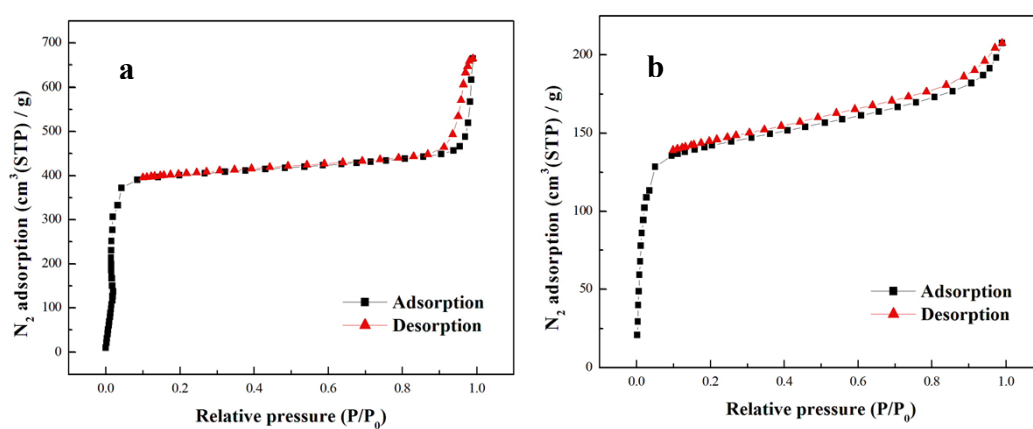 a
N₂ adsorption (cm³(STP) / g)
700
600
500
400
300
200
100
0
Adsorption
Desorption
0.0 0.2 0.4 0.6 0.8 1.0
Relative pressure (P/P₀)
b
N₂ adsorption (cm³(STP) / g)
200
150
100
50
0
Adsorption
Desorption
0.0 0.2 0.4 0.6 0.8 1.0
Relative pressure (P/P₀)